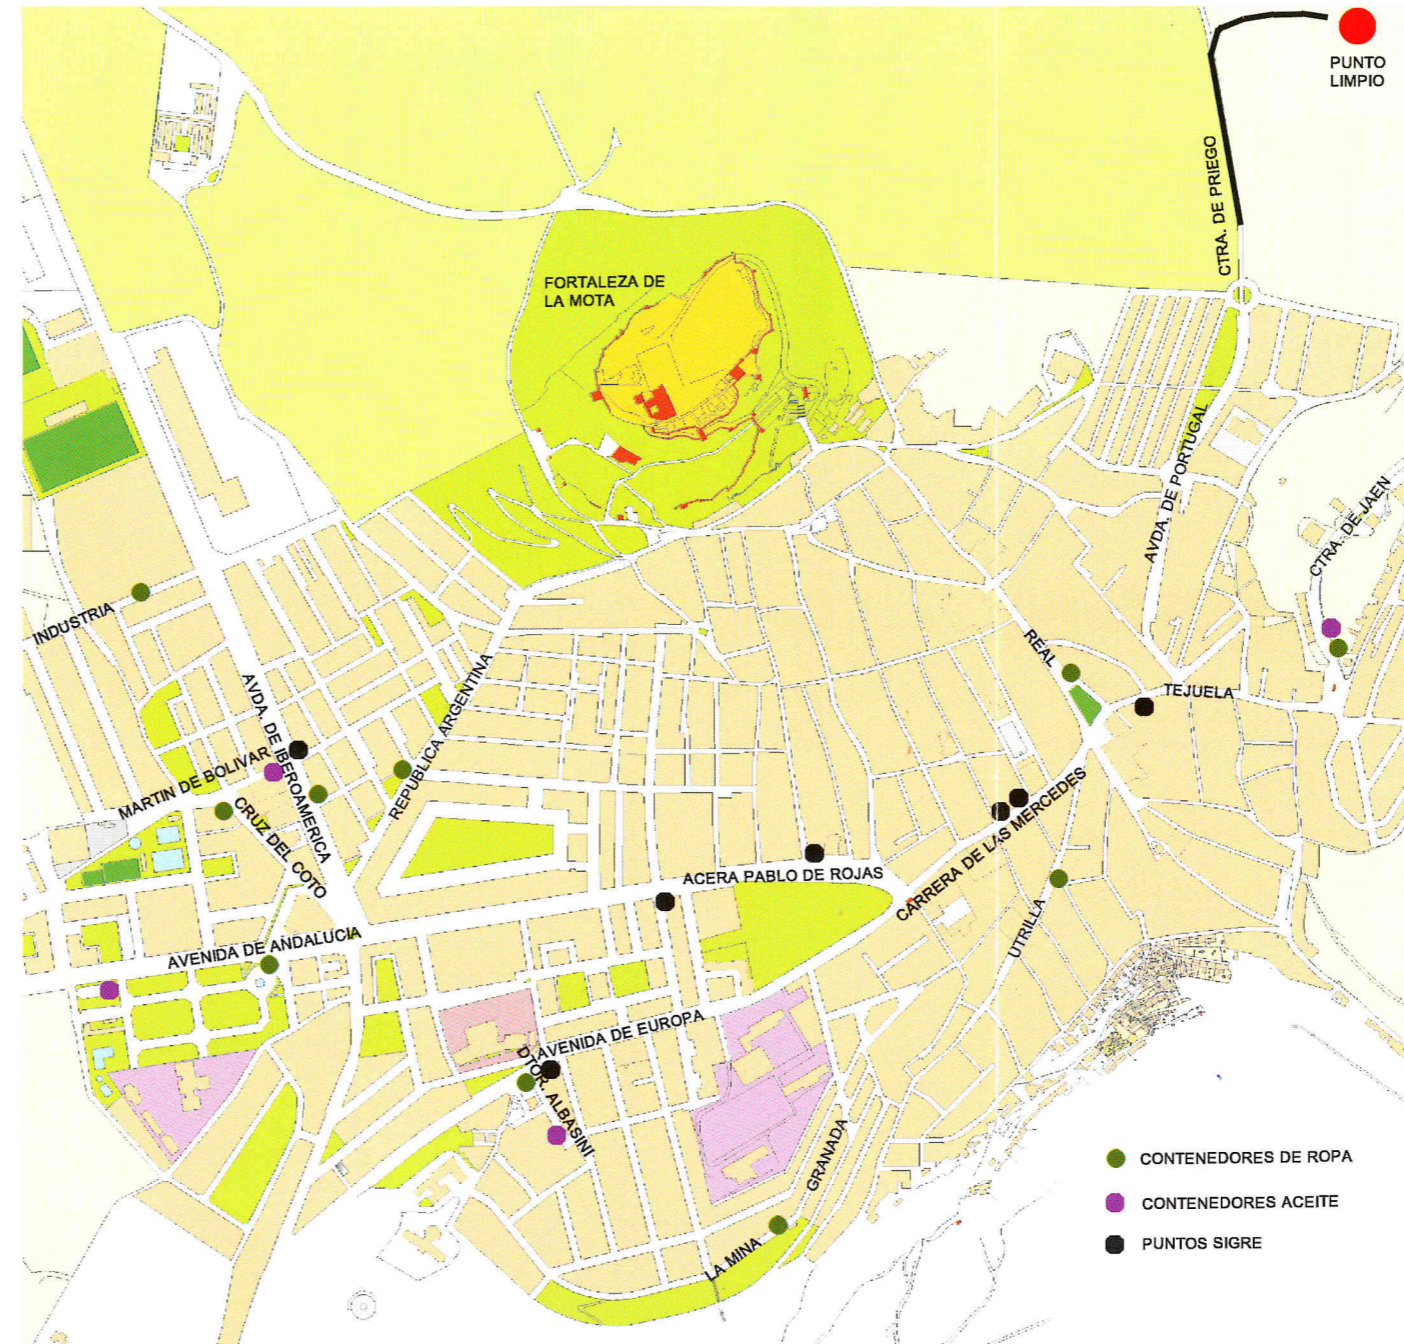 PUNTO
LIMPIO
CTRA. DE PRIEGO
FORTALEZA DE
LA MOTA
AVDA. DE PORTUGAL
CTRA. DE JAEN
INDUSTRIA
REAL
TEJUELA
AVDA. DE IBEROAMERICA
REPUBLICA ARGENTINA
MARTIN DE BOLIVAR
CRUZ DEL COTO
CARRERA DE LAS MERCEDES
ACERA PABLO DE ROJAS
UTRILLA
AVENIDA DE ANDALUCIA
AVENIDA DE EUROPA
DTOR. ALBASINI
GRANADA
LA MINA
CONTENEDORES DE ROPA
CONTENEDORES ACEITE
PUNTOS SIGRE